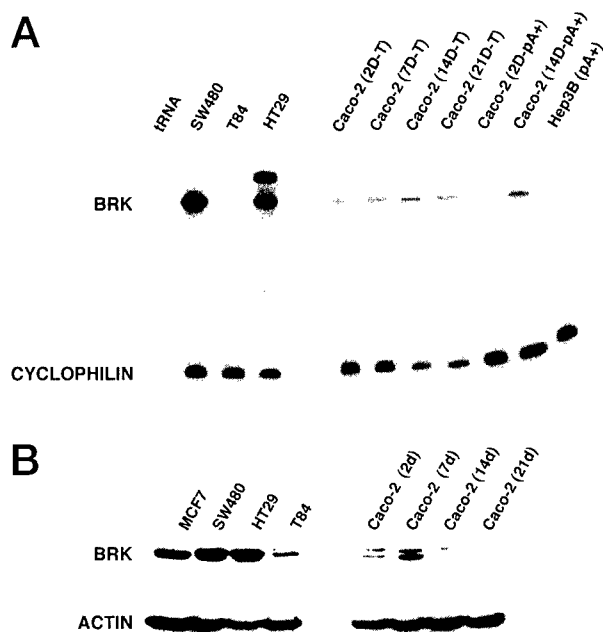 A
tRNA
SW480
T84
HT29
Caco-2 (2D-T)
Caco-2 (7D-T)
Caco-2 (14D-T)
Caco-2 (21D-T)
Caco-2 (2D-pA+)
Caco-2 (14D-pA+)
Hep3B (pA+)
BRK
CYCLOPHILIN
B
MCF7
SW480
HT29
T84
Caco-2 (2d)
Caco-2 (7d)
Caco-2 (14d)
Caco-2 (21d)
BRK
ACTIN